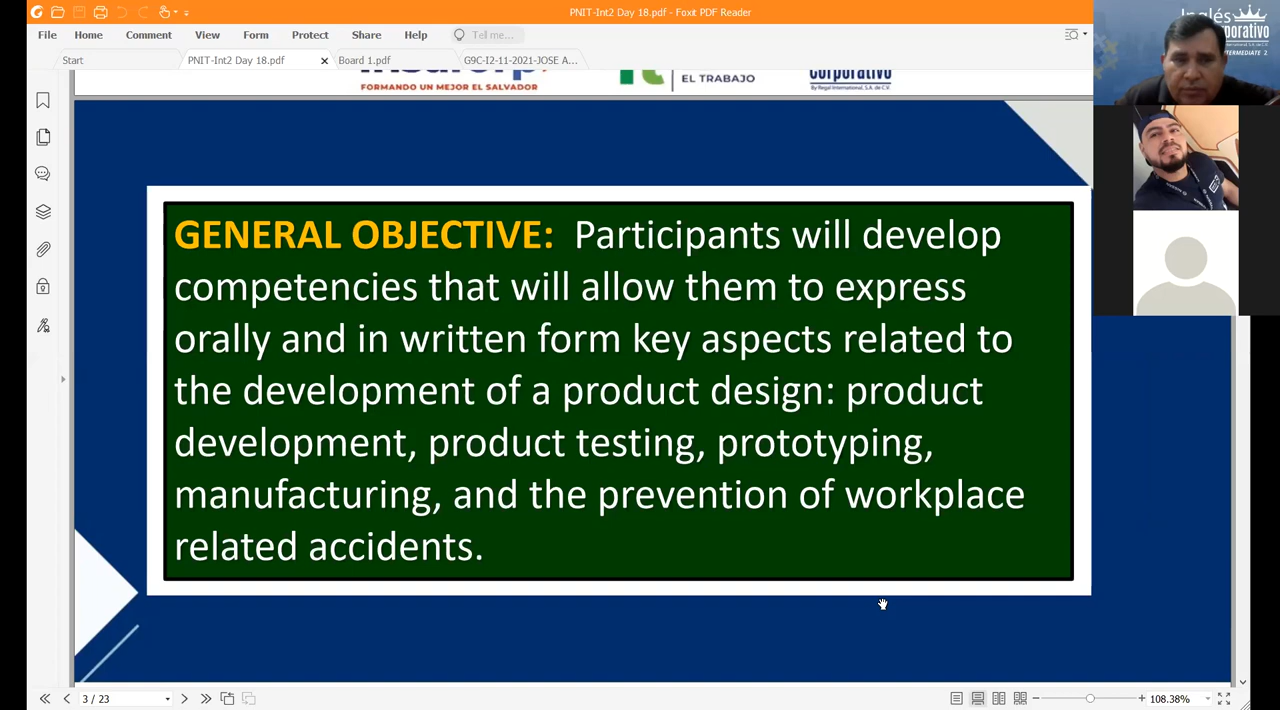 PNIT-Int2 Day 18.pdf - Foxit PDF Reader
File Home Comment View Form Protect Share Help Tell me...
Start PNIT-Int2 Day 18.pdf Board 1.pdf G9C-I2-11-2021-JOSE A...
FORMANDO UN MEJOR EL SALVADOR
EL TRABAJO
corporativo
By Regal International, S.A. de C.V.
Inglés
INTERMEDIATE 2
GENERAL OBJECTIVE: Participants will develop
competencies that will allow them to express
orally and in written form key aspects related to
the development of a product design: product
development, product testing, prototyping,
manufacturing, and the prevention of workplace
related accidents.
3 / 23
108.38%